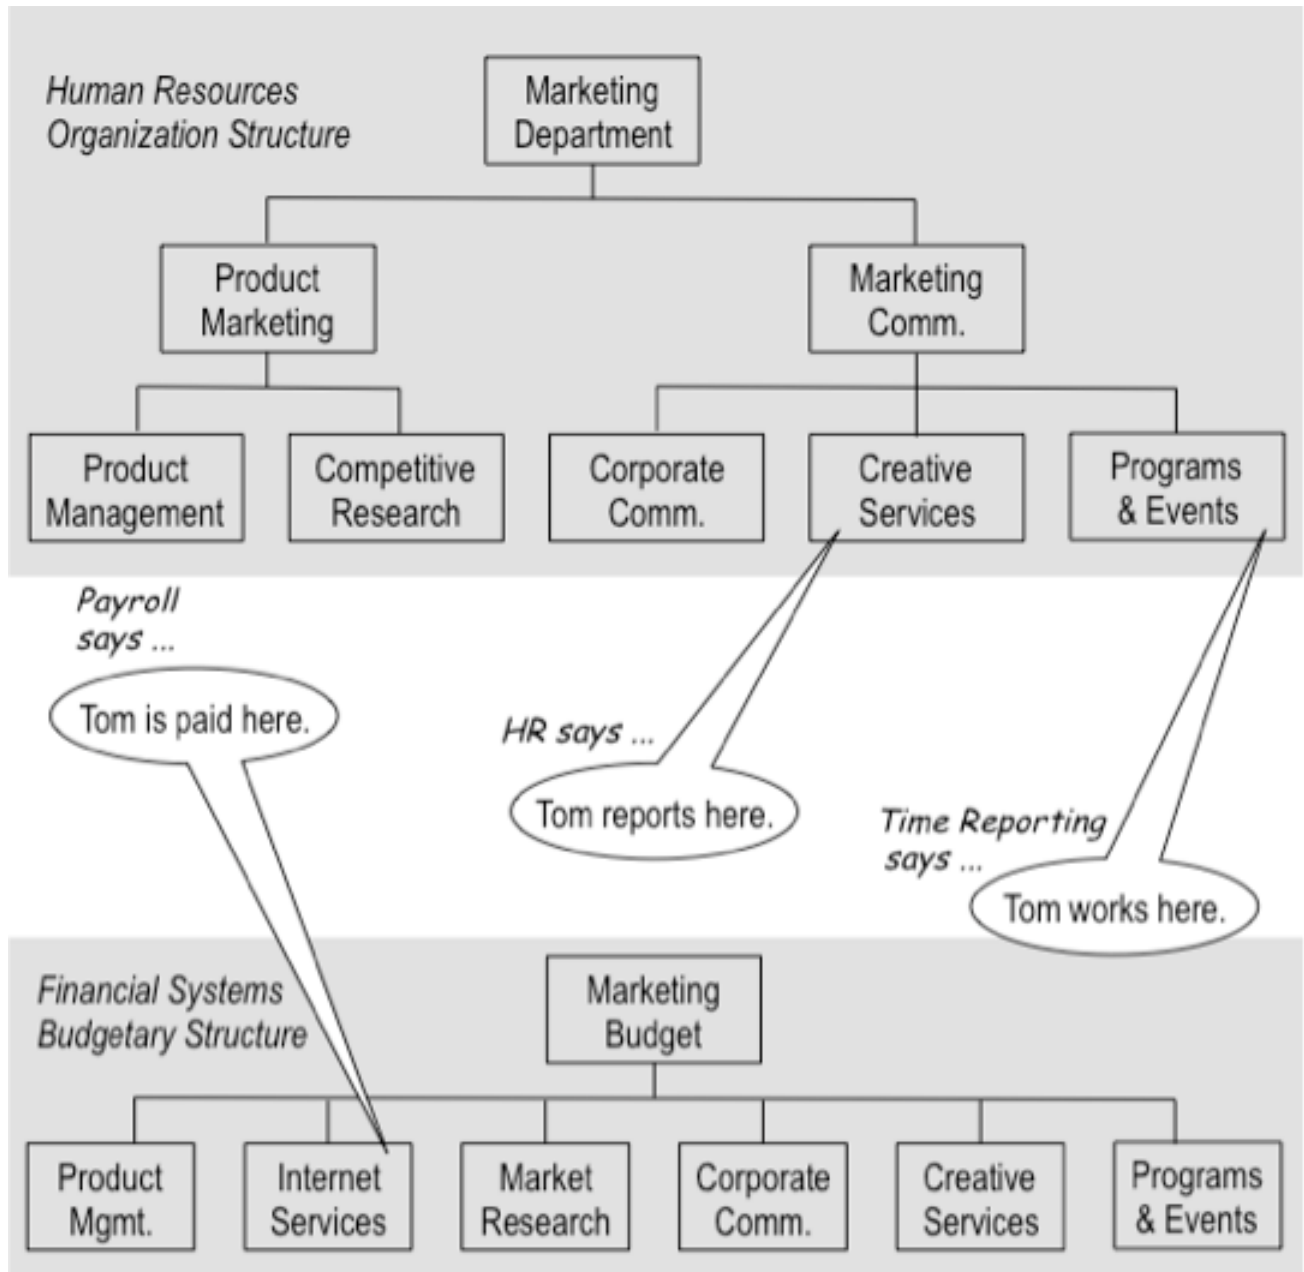 Human Resources
Organization Structure
Marketing
Department
Product
Marketing
Marketing
Comm.
Product
Management
Competitive
Research
Corporate
Comm.
Creative
Services
Programs
& Events
Payroll
says ...
Tom is paid here.
HR says ...
Tom reports here.
Time Reporting
says ...
Tom works here.
Financial Systems
Budgetary Structure
Marketing
Budget
Product
Mgmt.
Internet
Services
Market
Research
Corporate
Comm.
Creative
Services
Programs
& Events